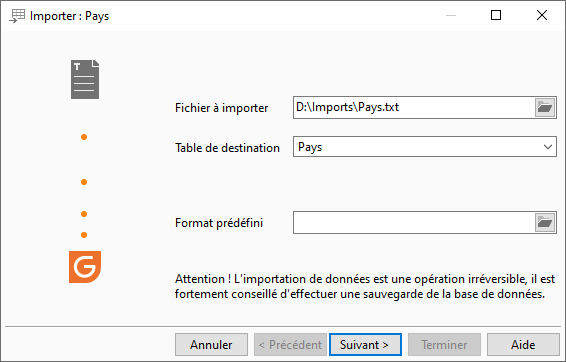 Importer : Pays
T
Fichier à importer
D:\Imports\Pays.txt
Table de destination
Pays
Format prédéfini
G
Attention ! L'importation de données est une opération irréversible, il est
fortement conseillé d'effectuer une sauvegarde de la base de données.
Annuler
< Précédent
Suivant >
Terminer
Aide